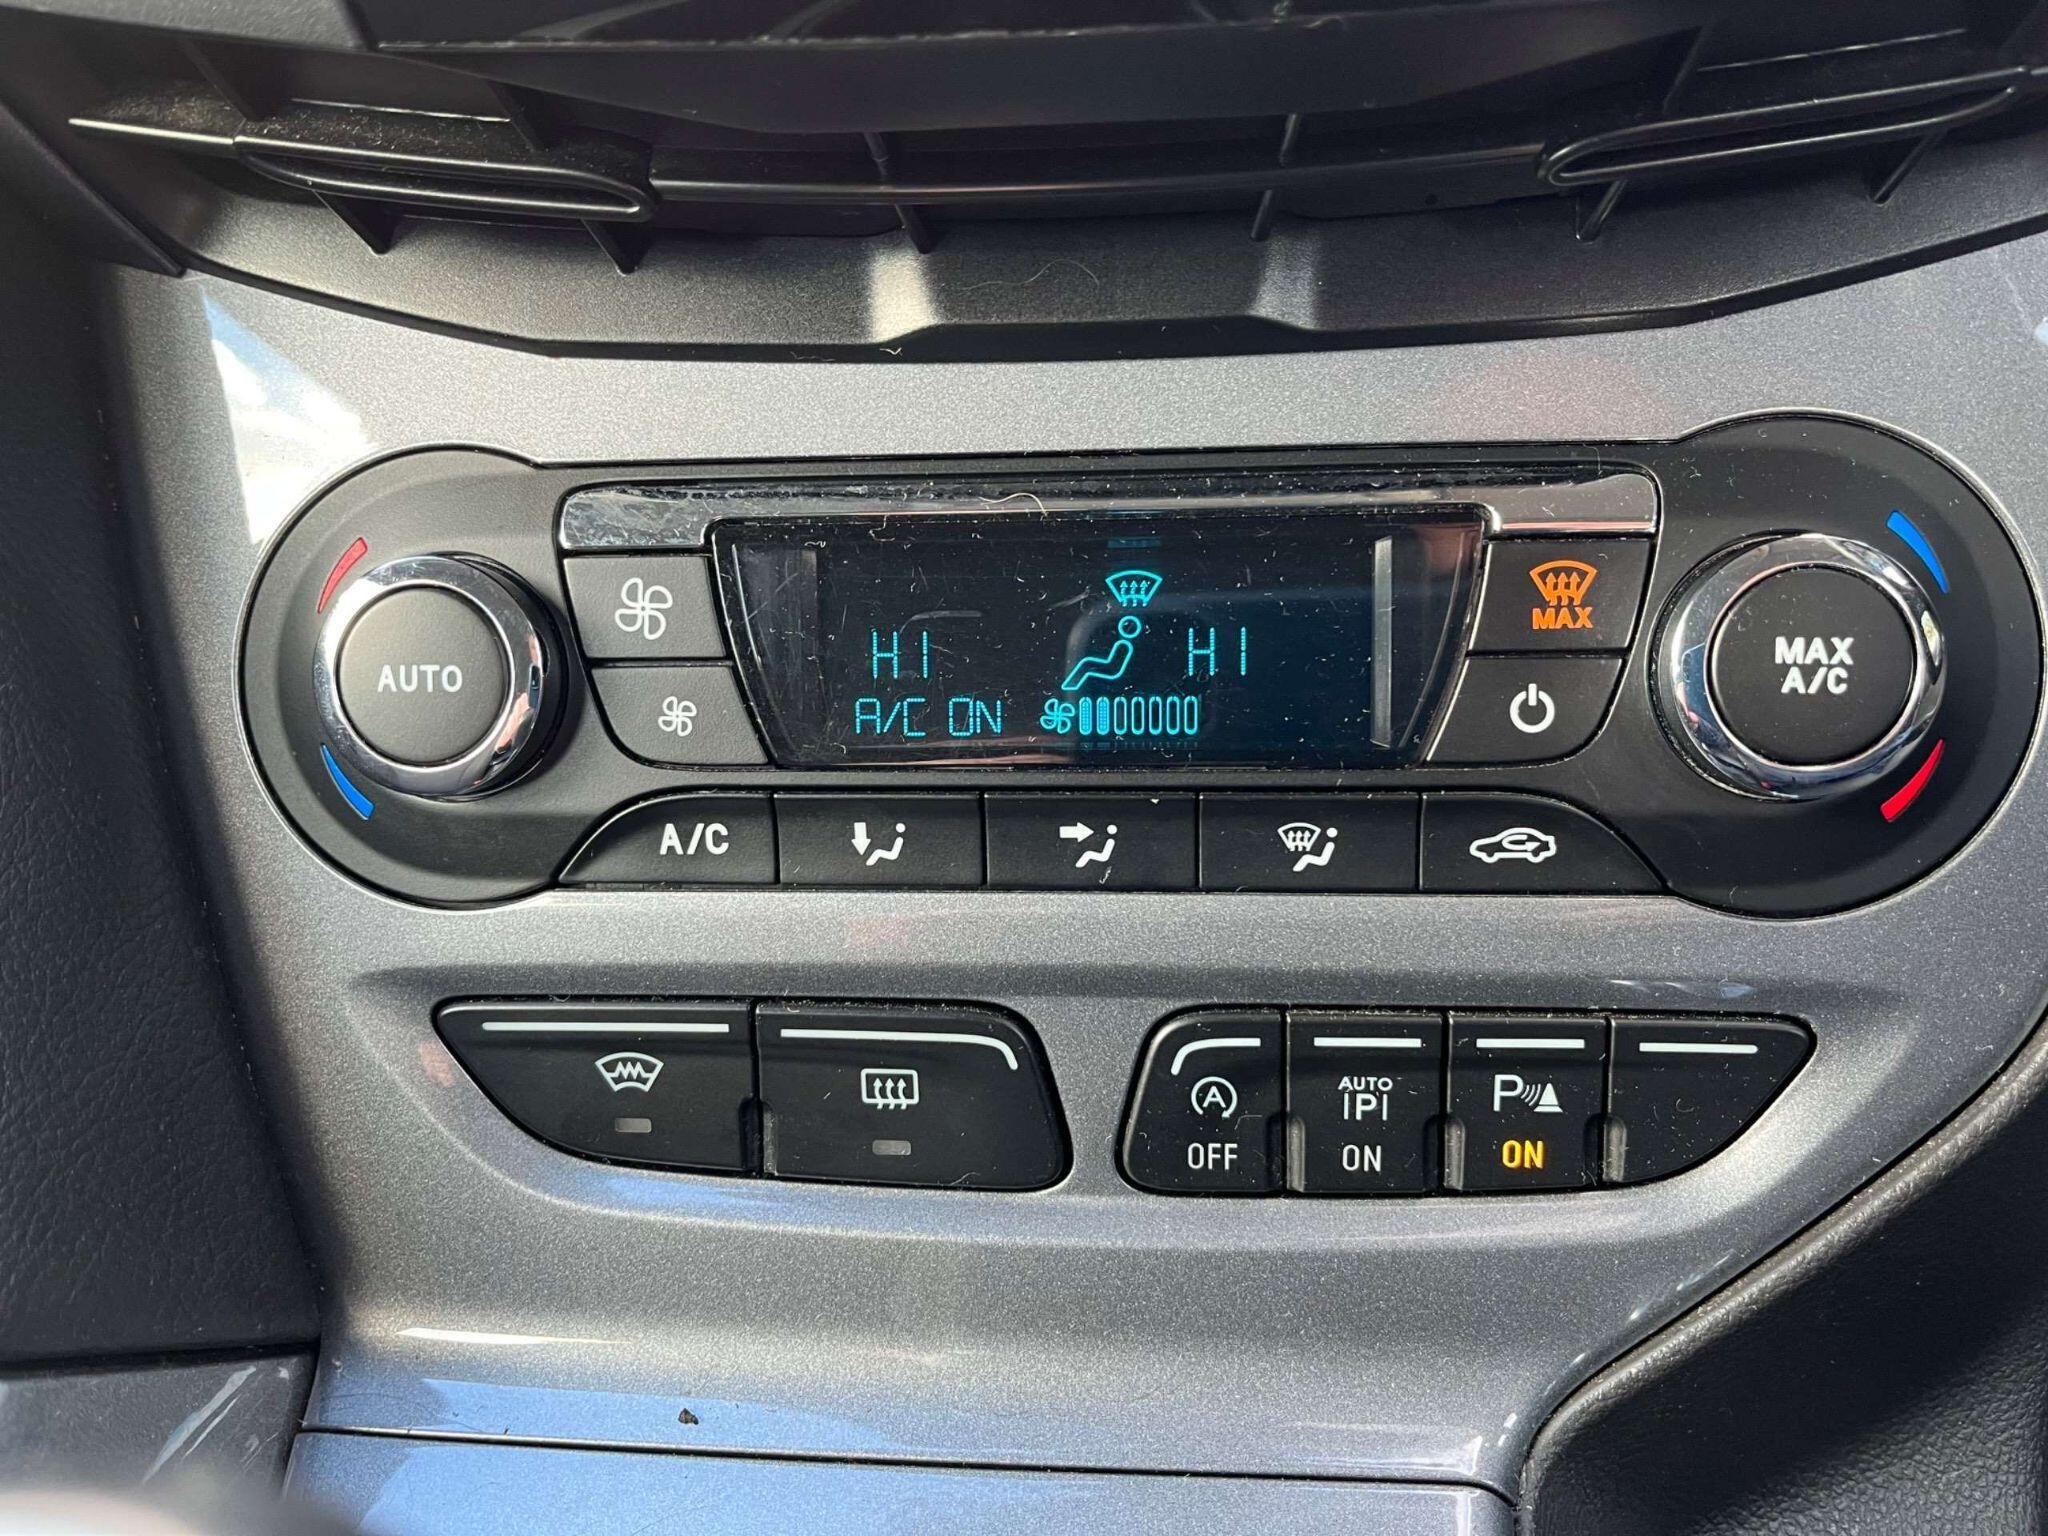 AUTO
HI
HI
A/C ON
MAX
MAX
A/C
A/C
A
OFF
AUTO
P
ON
P
ON